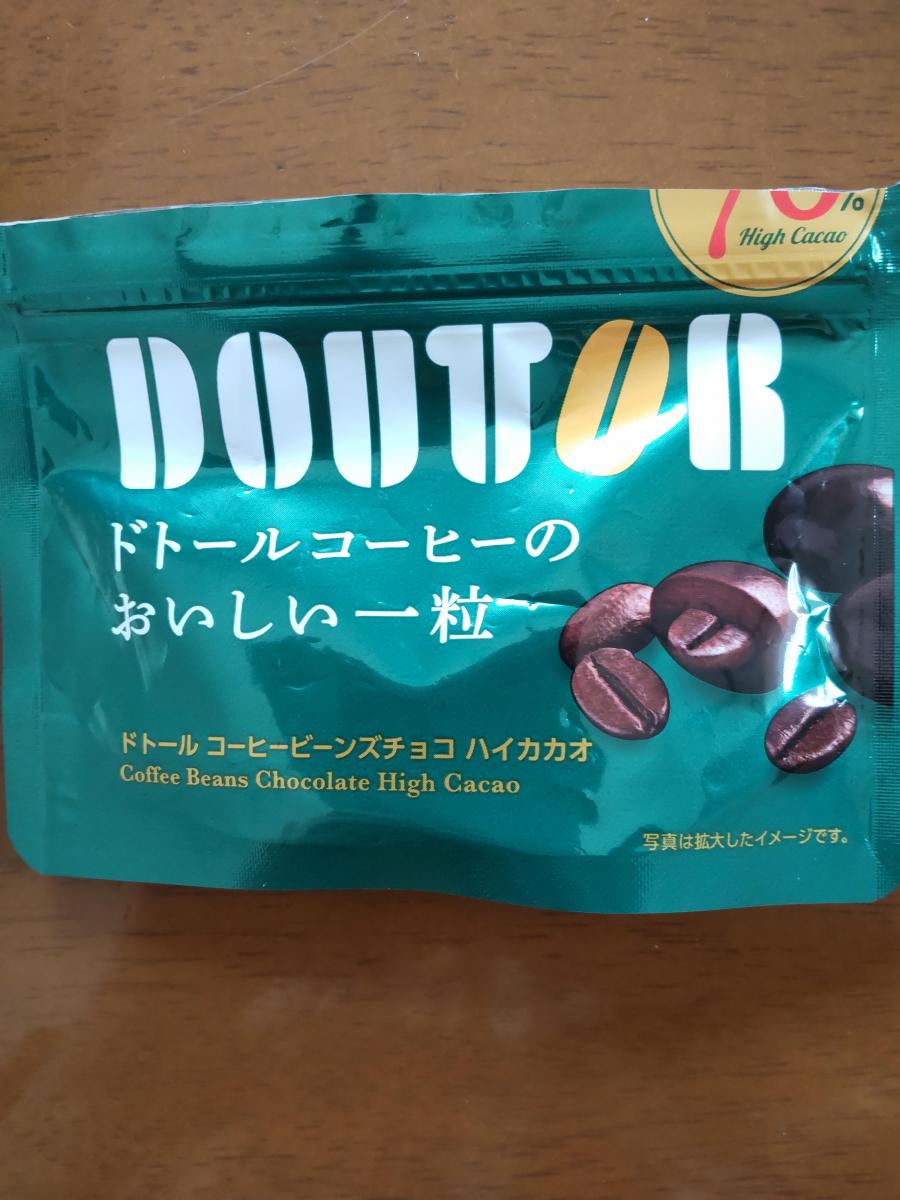 70%
High Cacao
DOUTOR
ドトールコーヒーの
おいしい一粒
ドトール コーヒービーンズチョコ ハイカカオ
Coffee Beans Chocolate High Cacao
写真は拡大したイメージです。